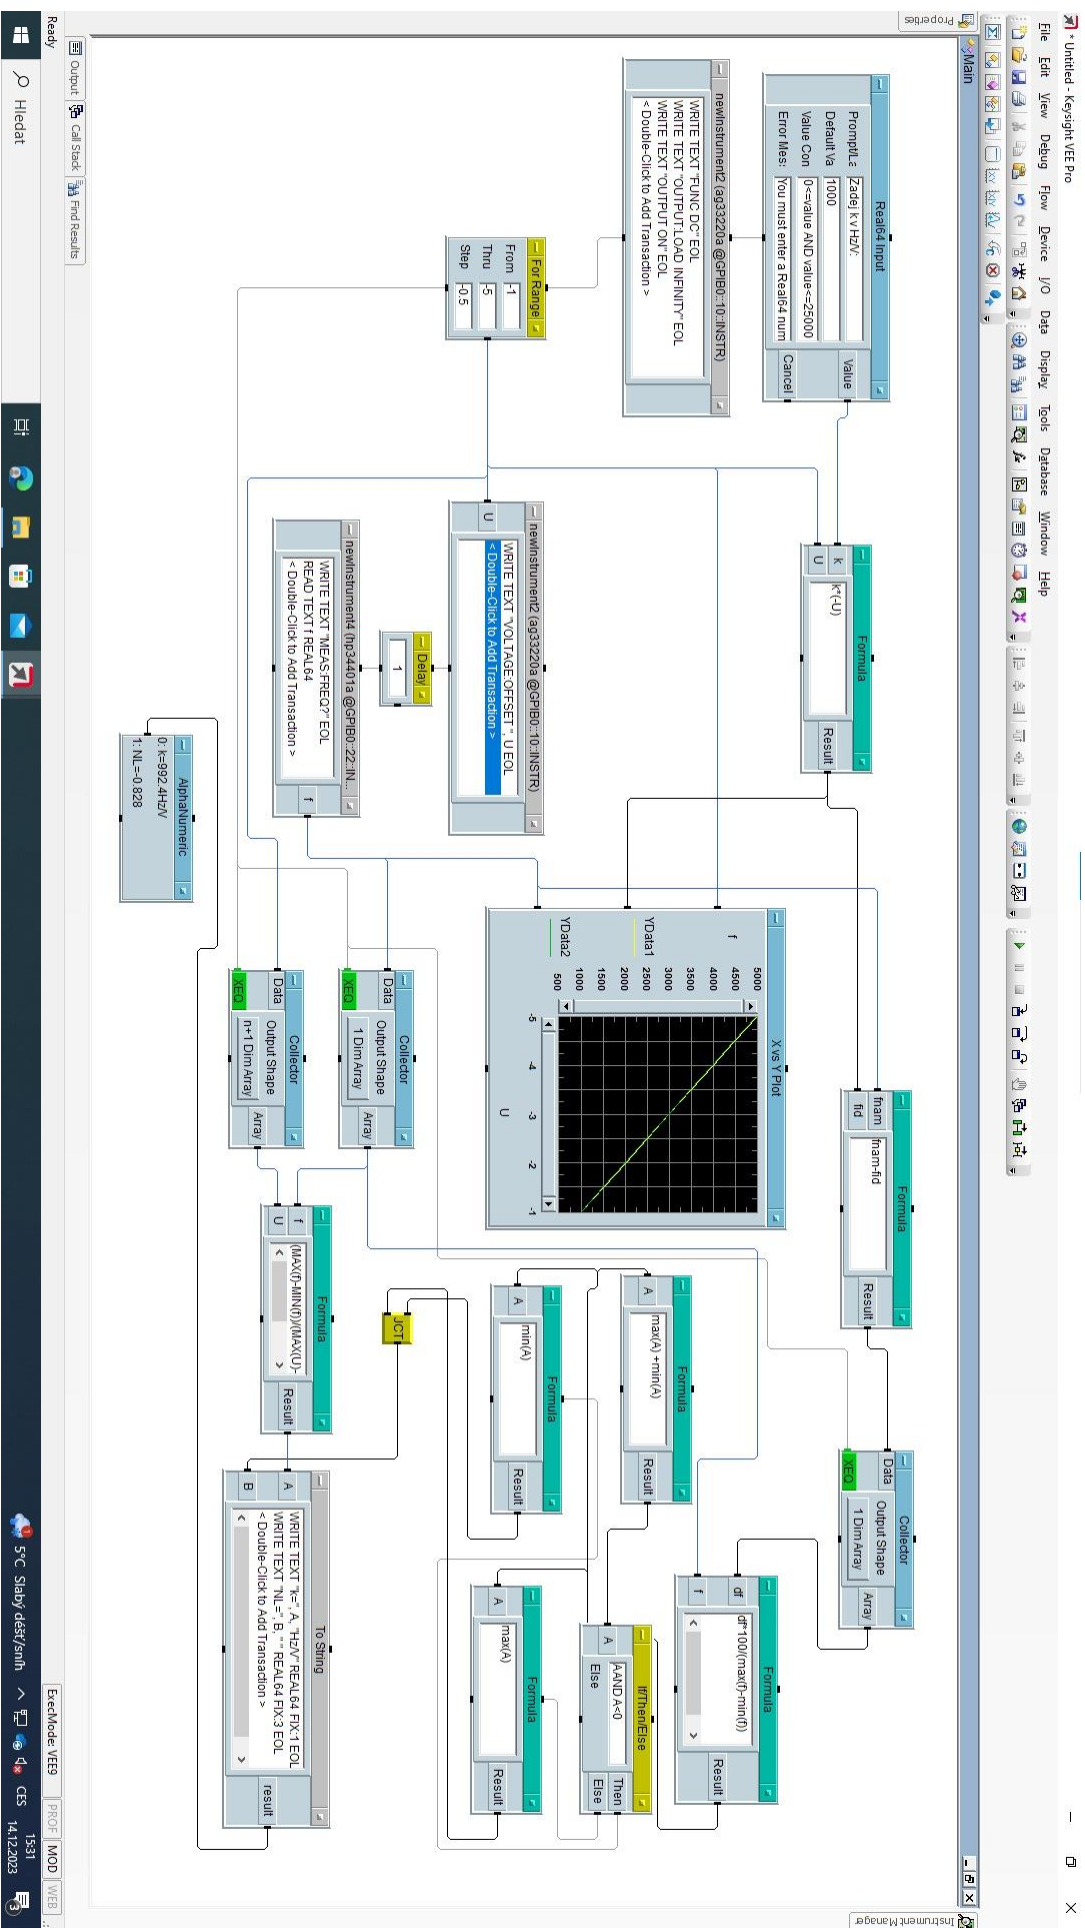 * Untitled - Keysight VEE Pro
File Edit View Debug Flow Device I/O Data Display Tools Database Window Help
Properties
Instrument Manager
Main
Real64 Input
Prompt/La
Zadej k v Hz/V:
Default Va
1000
Value Con
0<=value AND value<=25000
Error Mes:
You must enter a Real64 num
Value
Cancel
newInstrument2 (ag33220a @GPIB0::10::INSTR)
WRITE TEXT "FUNC DC" EOL
WRITE TEXT "OUTPUT:LOAD INFINITY" EOL
WRITE TEXT "OUTPUT ON" EOL
< Double-Click to Add Transaction >
For Range
From -1
Thru -5
Step -0.5
Formula
k
U
k*(-U)
Result
newInstrument2 (ag33220a @GPIB0::10::INSTR)
U
WRITE TEXT "VOLTAGE:OFFSET ", U EOL
< Double-Click to Add Transaction >
Delay
1
newInstrument4 (hp34401a @GPIB0::22::IN...
WRITE TEXT "MEAS:FREQ?" EOL
READ TEXT f REAL64
< Double-Click to Add Transaction >
f
AlphaNumeric
0: k=992.4Hz/V
1: NL=-0.828
X vs Y Plot
f
YData1
YData2
5000
4500
4000
3500
3000
2500
2000
1500
1000
500
-5 -4 -3 -2 -1
U
Collector
Data
XEQ
Output Shape
1 Dim Array
Array
Collector
Data
XEQ
Output Shape
n+1 Dim Array
Array
Formula
fnam
fid
fnam-fid
Result
Formula
f
U
(MAX(f)-MIN(f))/(MAX(U)-
Result
Formula
A
max(A) +min(A)
Result
Formula
A
min(A)
Result
JCT
Collector
Data
XEQ
Output Shape
1 Dim Array
Array
Formula
df
f
df*100/(max(f)-min(f))
Result
If/Then/Else
A
AAND A<0
Then
Else
Else
Formula
A
max(A)
Result
To String
A
B
WRITE TEXT "k=", A, "Hz/V" REAL64 FIX:1 EOL
WRITE TEXT "NL=", B, " " REAL64 FIX:3 EOL
< Double-Click to Add Transaction >
result
Output Call Stack Find Results
Ready
ExecMode: VEE9 PROF MOD WEB
Hledat
5°C Slabý déšť/sníh
CES
15:31
14.12.2023
3